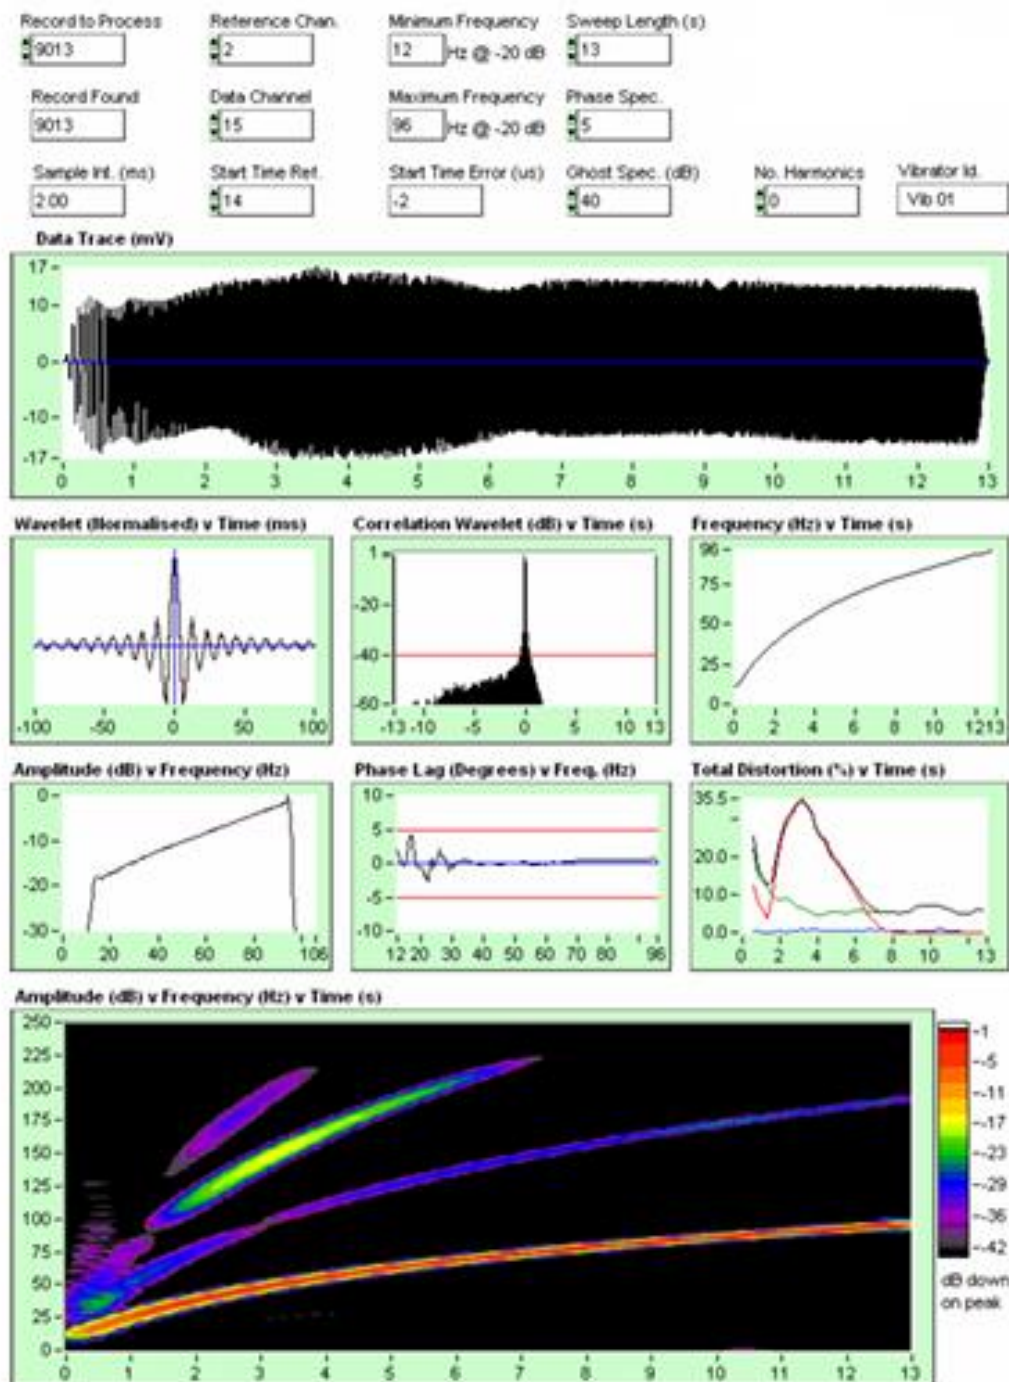 Record to Process Reference Chan. Minimum Frequency Sweep Length (s)
9013 2 12 Hz @ -20 dB 13
Record Found Data Channel Maximum Frequency Phase Spec.
9013 15 96 Hz @ -20 dB 5
Sample Int. (ms) Start Time Ref. Start Time Error (us) Ghost Spec. (dB) No. Harmonics Vibrator Id.
2.00 14 -2 40 0 Vib 01
Data Trace (mV)
17
10
0
-10
-17
0 1 2 3 4 5 6 7 8 9 10 11 12 13
Wavelet (Normalised) v Time (ms) Correlation Wavelet (dB) v Time (s) Frequency (Hz) v Time (s)
1 96
-20 75
-40 50
-60 25
0
-100 -50 0 50 100 -13 -10 -5 0 5 10 13 0 2 4 6 8 10 12 13
Amplitude (dB) v Frequency (Hz) Phase Lag (Degrees) v Freq. (Hz) Total Distortion (%) v Time (s)
0 10 35.5
-10 5 20.0
-20 0 10.0
-30 -5 0.0
-10
0 20 40 60 80 106 12 20 30 40 50 60 70 80 96 0 2 4 6 8 10 13
Amplitude (dB) v Frequency (Hz) v Time (s)
250
225 -1
200 -5
175 -11
150 -17
125 -23
100 -29
75 -36
50 -42
25 dB down
0 on peak
0 1 2 3 4 5 6 7 8 9 10 11 12 13